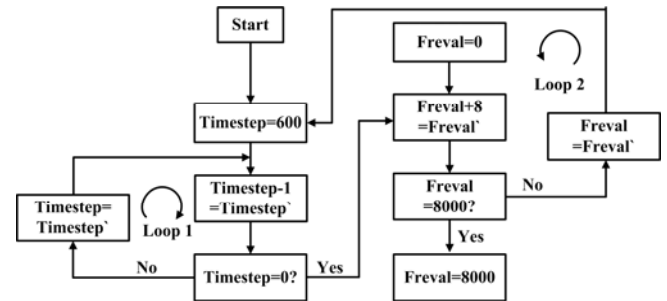 Start
Timestep=600
Timestep-1
=Timestep`
Timestep=
Timestep`
Loop 1
No
Timestep=0?
Yes
Freval=0
Freval+8
=Freval`
Freval
=8000?
Yes
Freval=8000
No
Freval
=Freval`
Loop 2